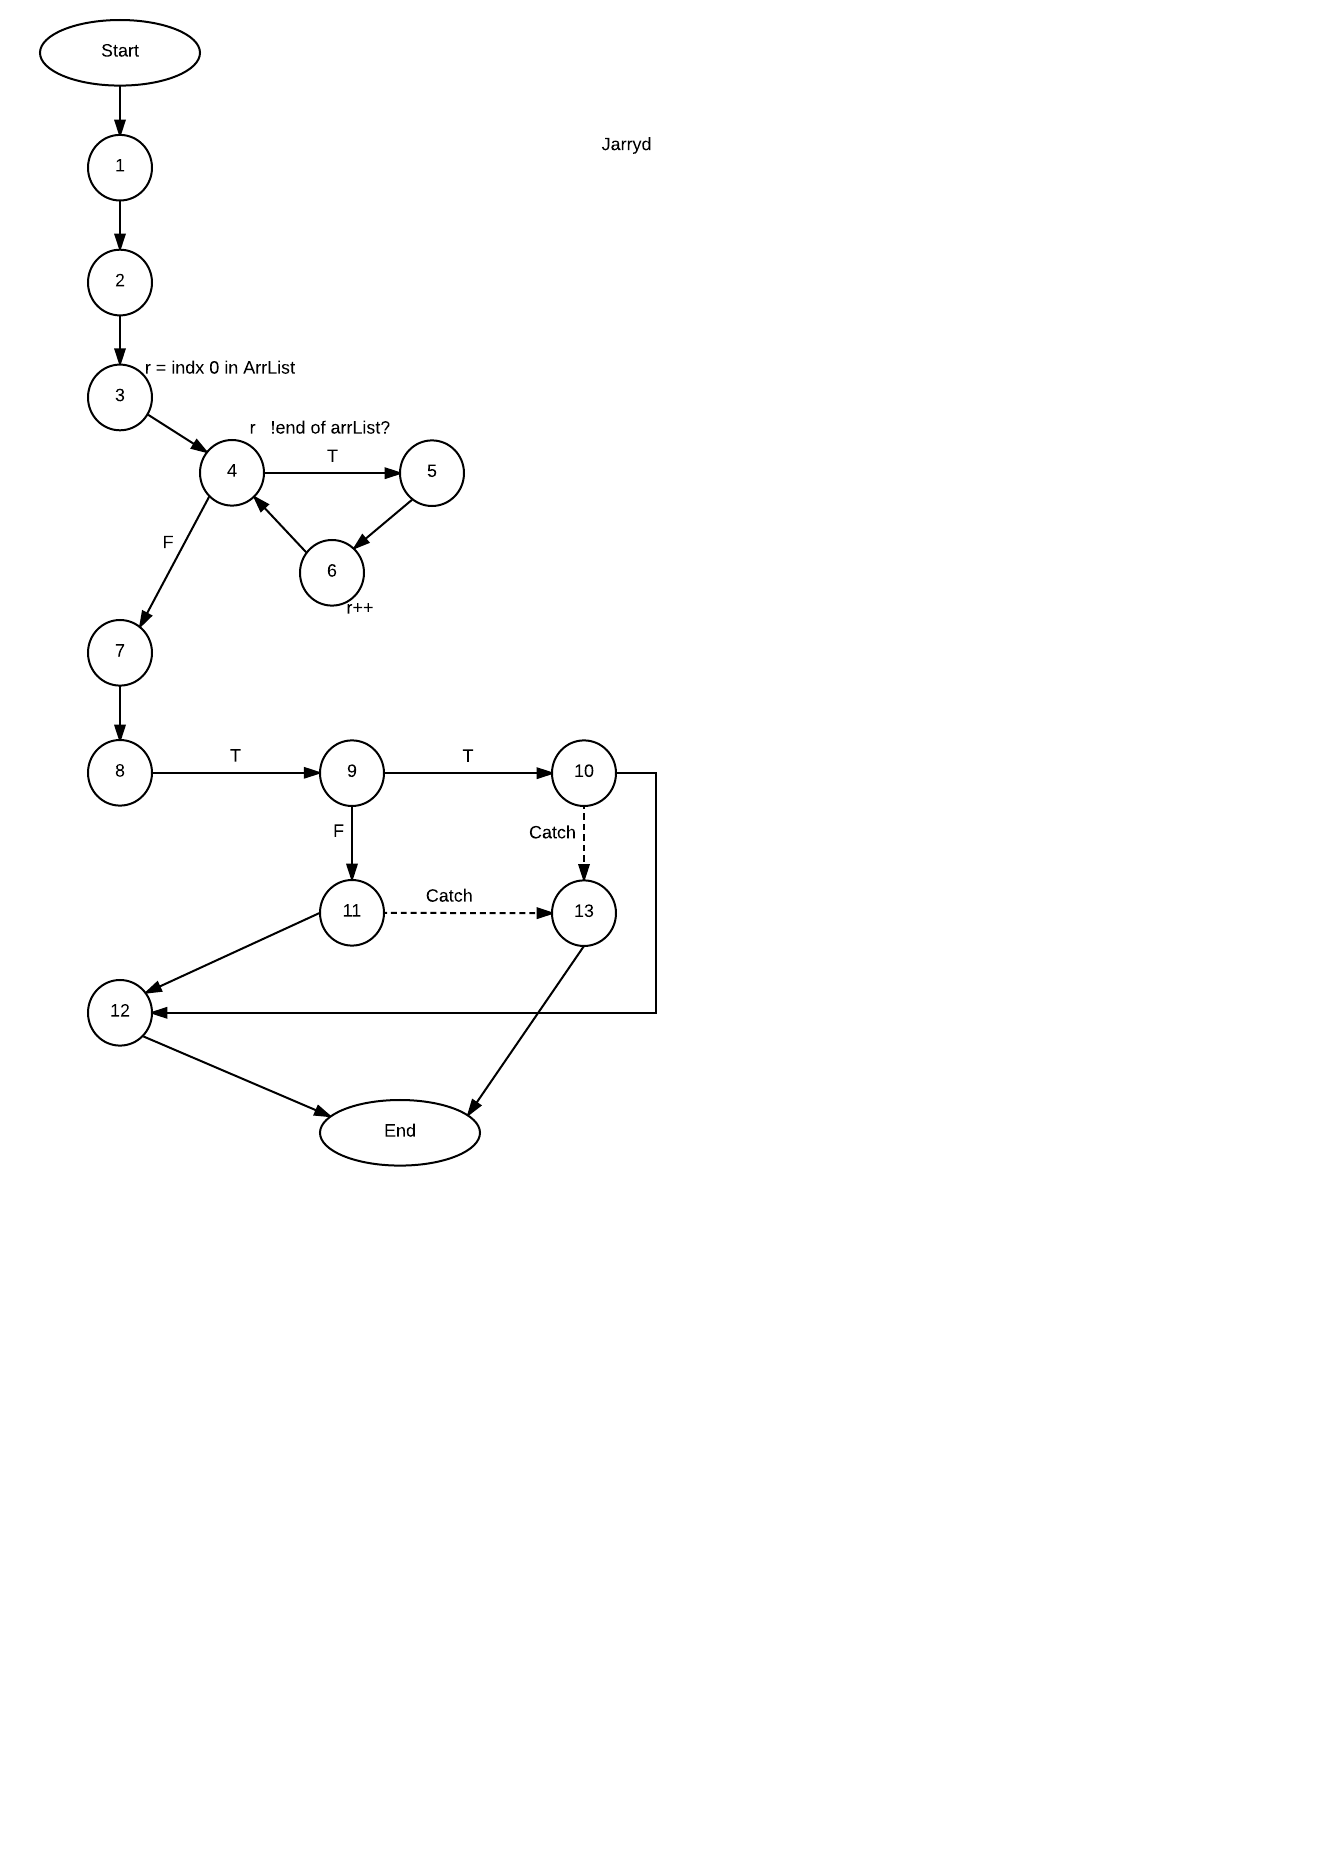 Start
1
Jarryd
2
r = indx 0 in ArrList
3
r !end of arrList?
T
4
5
F
6
r++
7
T
T
8
9
10
F
Catch
Catch
11
13
12
End